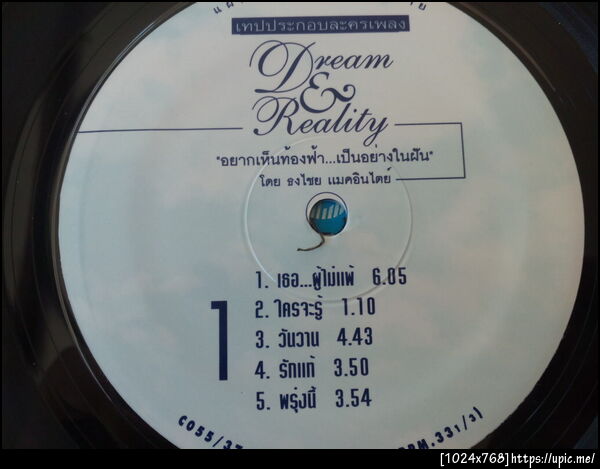 เทปประกอบละครเพลง
Dream
&
Reality
"อยากเห็นท้องฟ้า...เป็นอย่างในฝัน"
โดย ธงไชย แมคอินไตย์
1. เธอ...ผู้ไม่แพ้ 6.05
2. ใครจะรู้ 1.10
3. วันวาน 4.43
4. รักแท้ 3.50
5. พรุ่งนี้ 3.54
1
[1024x768]https://upic.me/